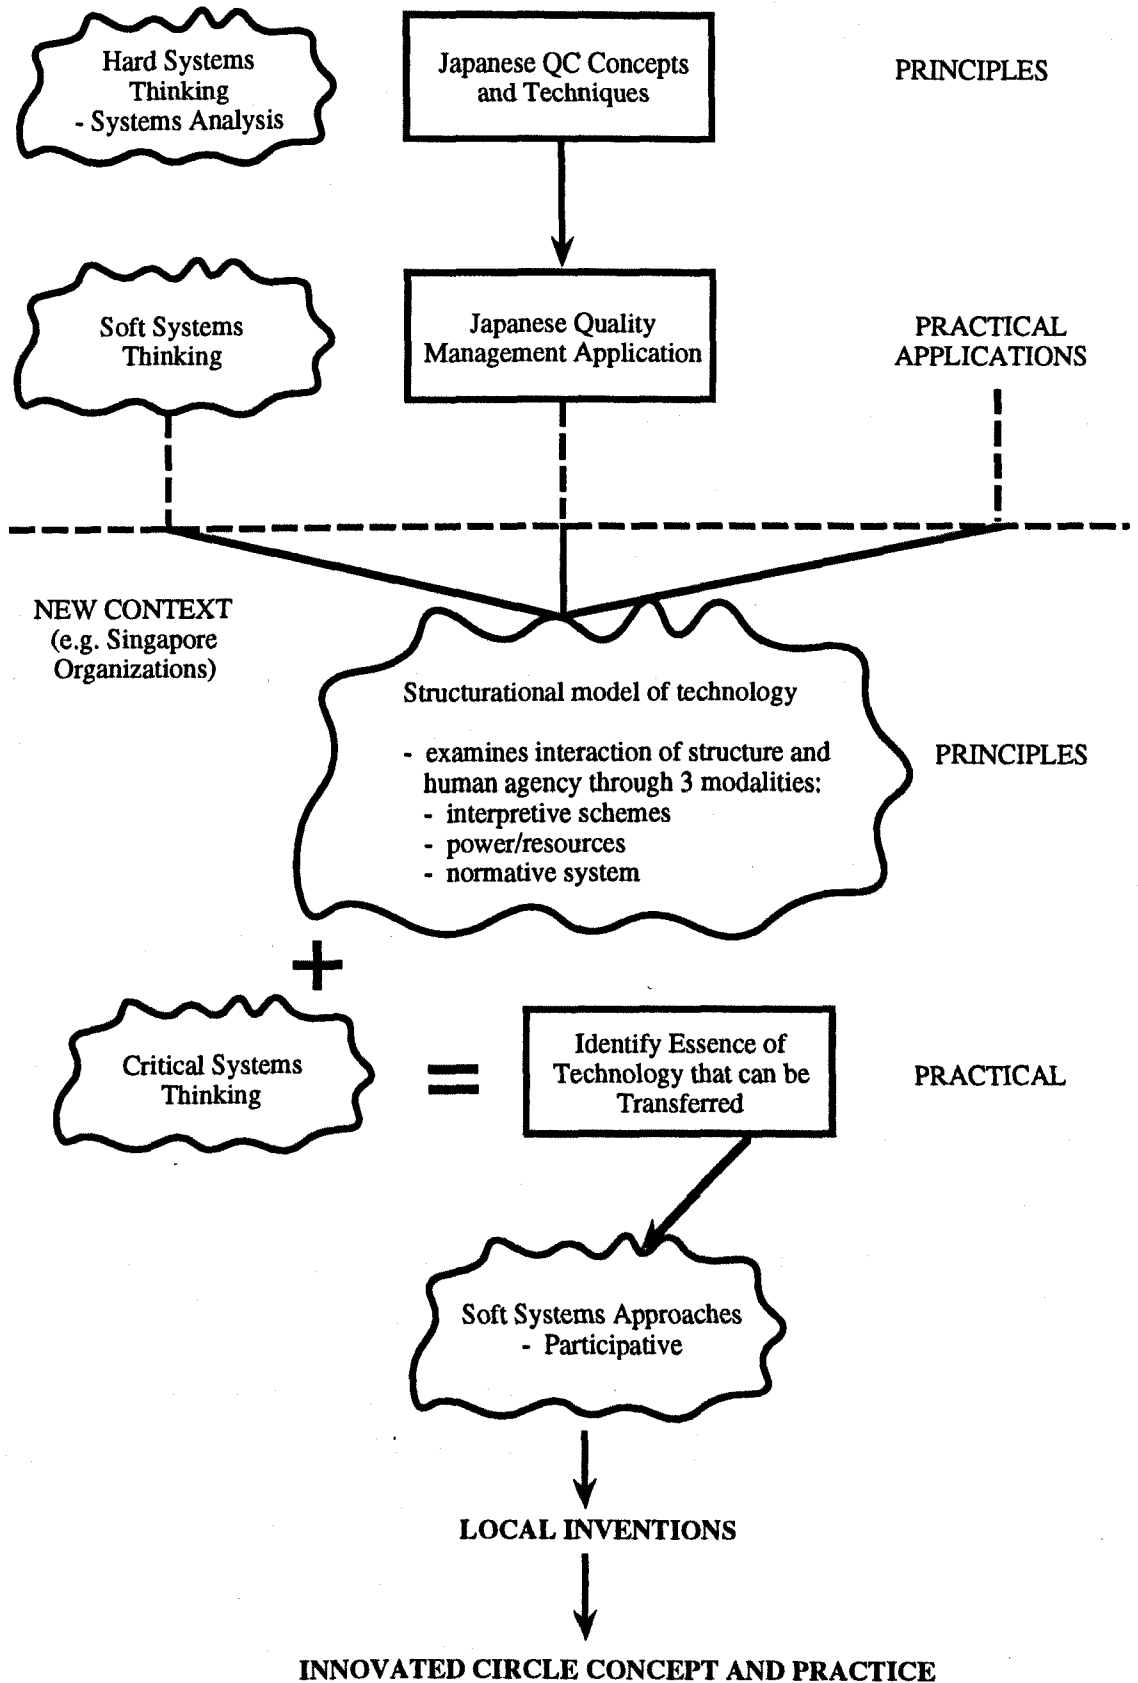 Hard Systems
Thinking
- Systems Analysis
Japanese QC Concepts
and Techniques
PRINCIPLES
Soft Systems
Thinking
Japanese Quality
Management Application
PRACTICAL
APPLICATIONS
NEW CONTEXT
(e.g. Singapore
Organizations)
Structurational model of technology
- examines interaction of structure and
human agency through 3 modalities:
- interpretive schemes
- power/resources
- normative system
PRINCIPLES
+
Critical Systems
Thinking
=
Identify Essence of
Technology that can be
Transferred
PRACTICAL
Soft Systems Approaches
- Participative
LOCAL INVENTIONS
INNOVATED CIRCLE CONCEPT AND PRACTICE